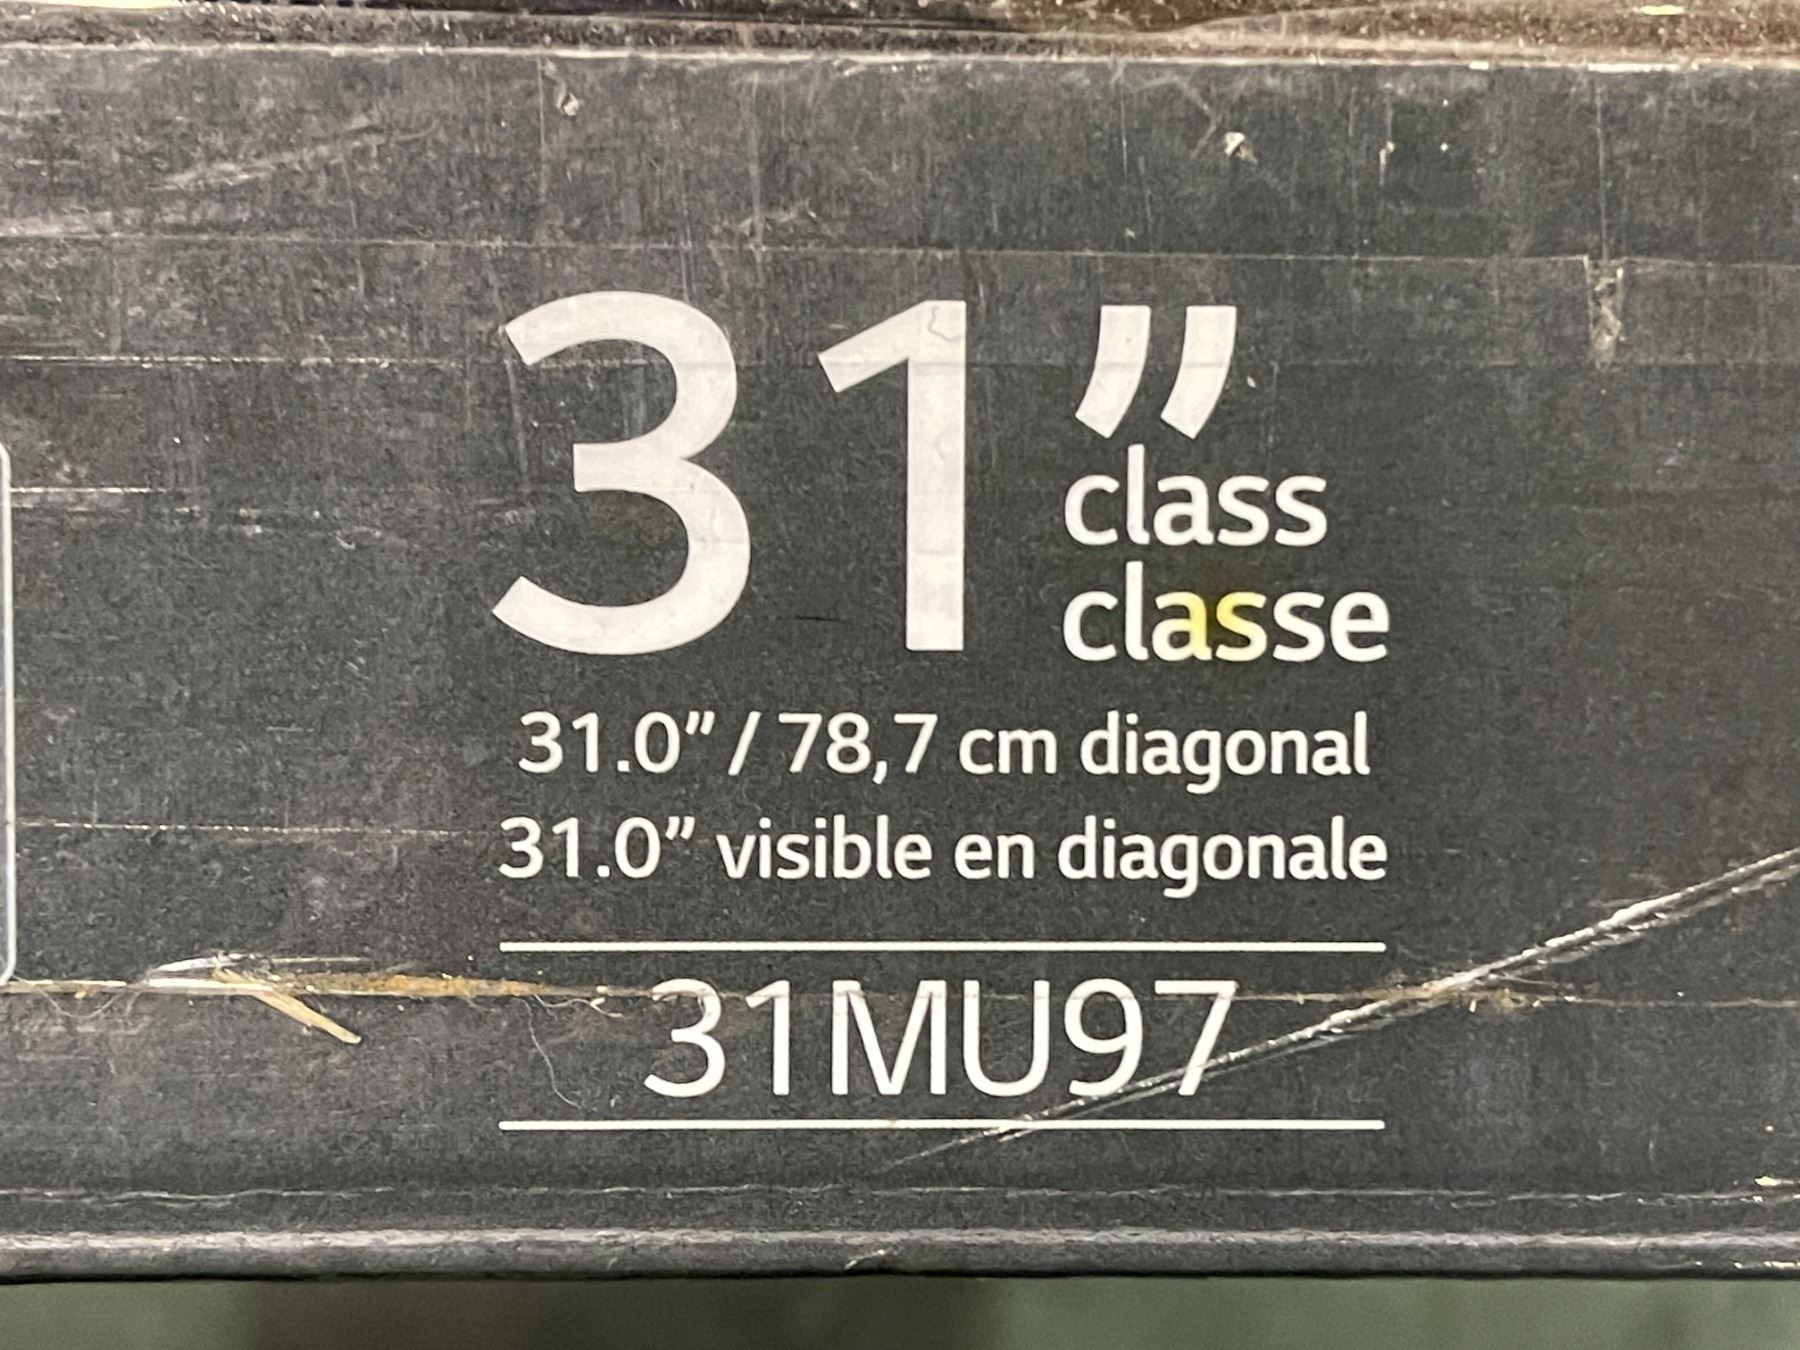 31”
class
classe
31.0” / 78,7 cm diagonal
31.0” visible en diagonale
31MU97